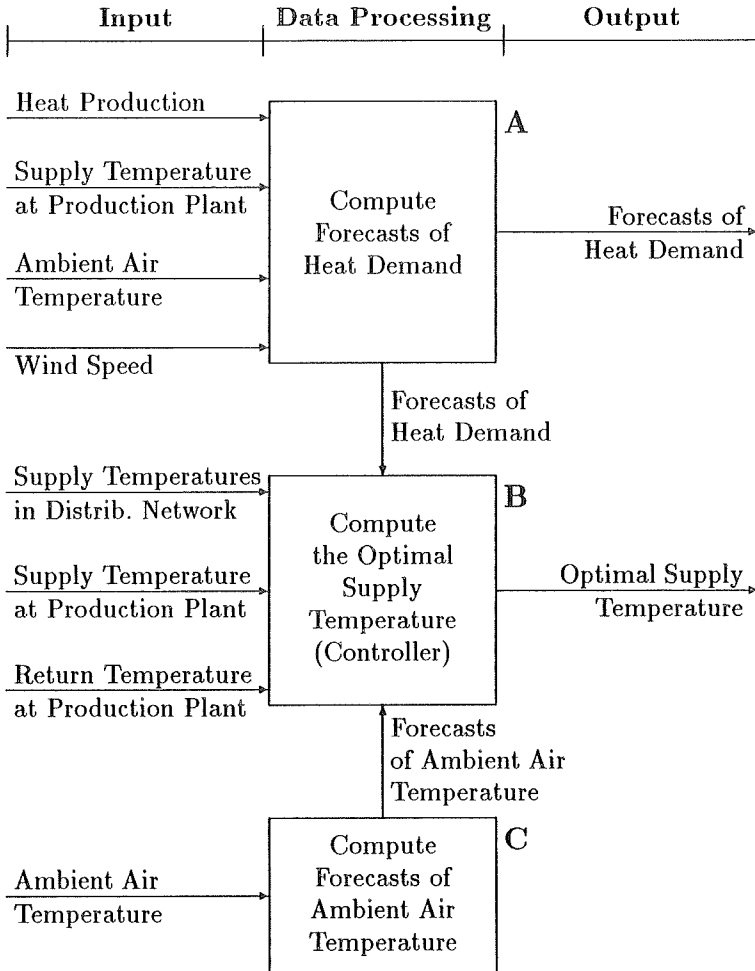 Input
Data Processing
Output
Heat Production
Supply Temperature
at Production Plant
Ambient Air
Temperature
Wind Speed
A
Compute
Forecasts of
Heat Demand
Forecasts of
Heat Demand
Forecasts of
Heat Demand
Supply Temperatures
in Distrib. Network
Supply Temperature
at Production Plant
Return Temperature
at Production Plant
B
Compute
the Optimal
Supply
Temperature
(Controller)
Optimal Supply
Temperature
Forecasts
of Ambient Air
Temperature
Ambient Air
Temperature
C
Compute
Forecasts of
Ambient Air
Temperature